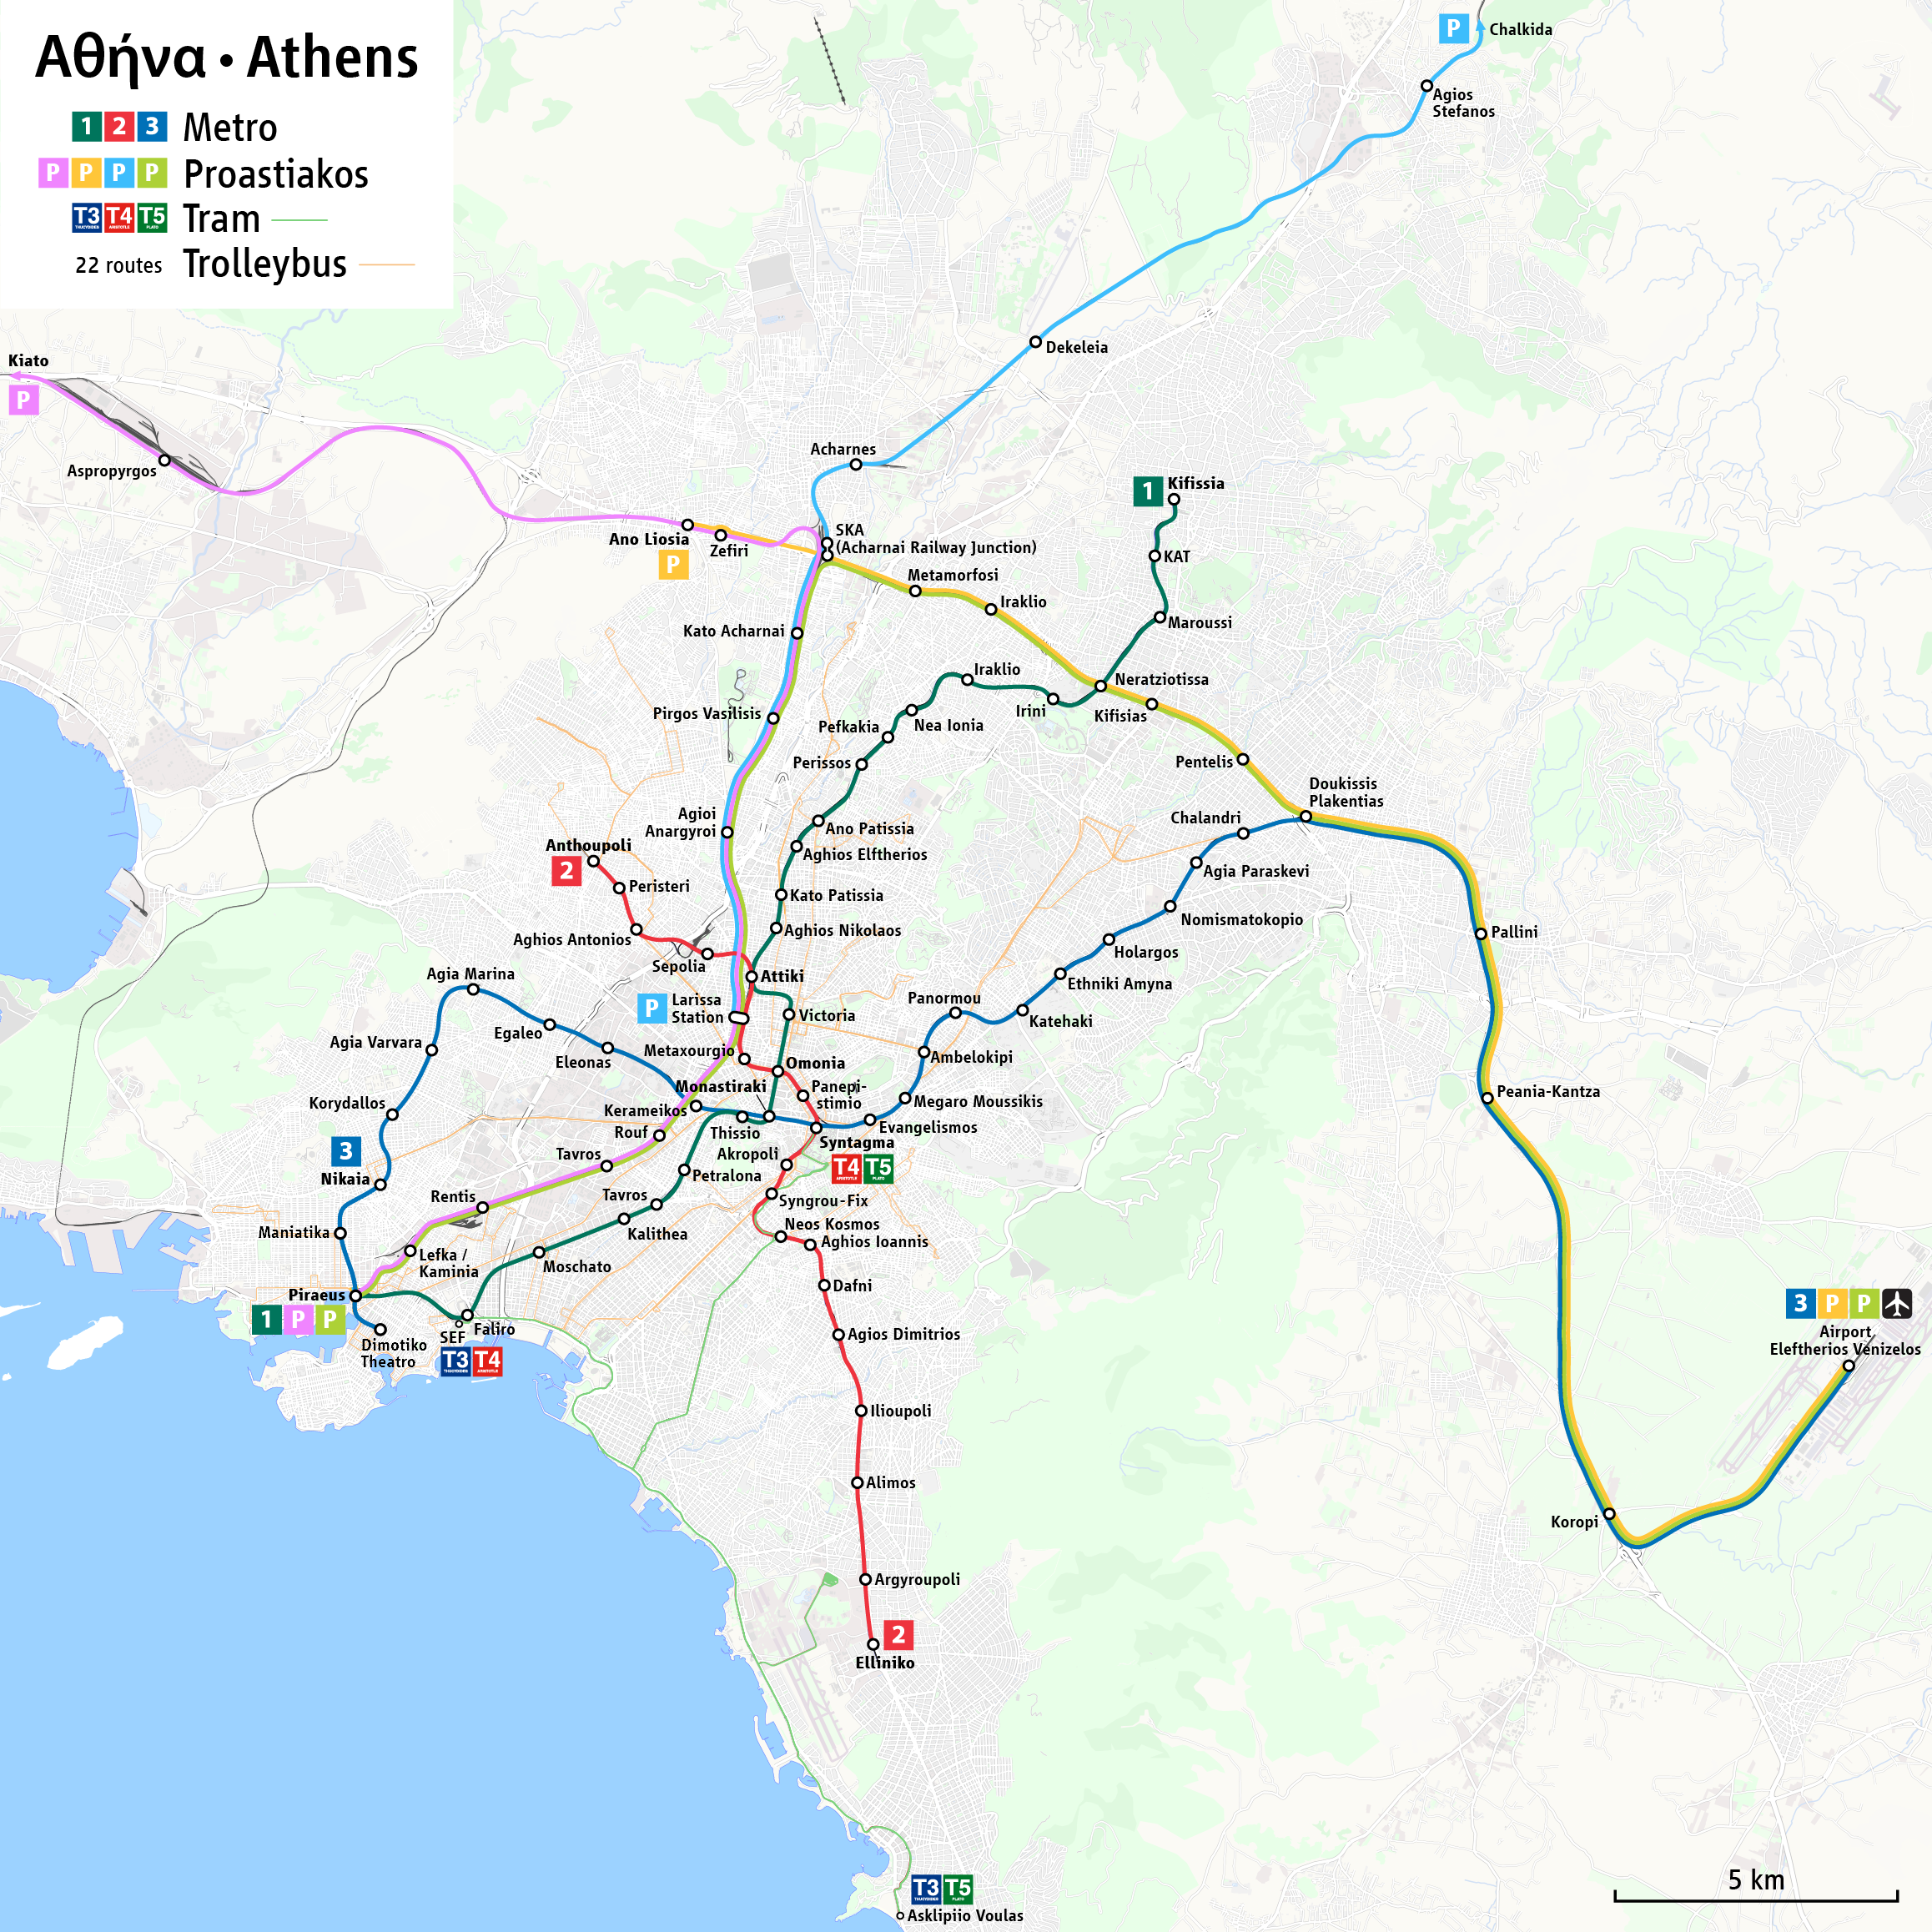 Αθήνα • Athens
1 2 3 Metro
P P P P Proastiakos
T3 T4 T5 Tram
22 routes Trolleybus
P Chalkida
Agios
Stefanos
Dekeleia
Kiato
P
Aspropyrgos
Acharnes
1 Kifissia
Ano Liosia
P
Zefiri
SKA
(Acharnai Railway Junction)
KAT
Metamorfosi
Iraklio
Maroussi
Kato Acharnai
Iraklio
Neratziotissa
Irini
Kifisias
Pirgos Vasilisis
Pefkakia
Nea Ionia
Perissos
Pentelis
Doukissis
Plakentias
Agioi
Anargyroi
Ano Patissia
Chalandri
Anthoupoli
2
Aghios Elftherios
Agia Paraskevi
Peristeri
Kato Patissia
Nomismatokopio
Aghios Antonios
Aghios Nikolaos
Pallini
Holargos
Sepolia
Attiki
Agia Marina
Ethniki Amyna
P
Larissa
Station
Victoria
Panormou
Katehaki
Egaleo
Agia Varvara
Eleonas
Metaxourgio
Omonia
Ambelokipi
Monastiraki
Panepi-
stimio
Peania-Kantza
Korydallos
Kerameikos
Megaro Moussikis
Rouf
Thissio
Evangelismos
Syntagma
T4 T5
3
Nikaia
Tavros
Akropoli
Petralona
Rentis
Tavros
Syngrou-Fix
Maniatika
Kalithea
Neos Kosmos
Aghios Ioannis
Lefka /
Kaminia
Moschato
Dafni
Piraeus
1 P P
SEF
Faliro
T3 T4
Dimotiko
Theatro
Agios Dimitrios
3 P P
Airport
Eleftherios Venizelos
Ilioupoli
Alimos
Koropi
Argyroupoli
2
Elliniko
5 km
T3 T5
Asklipiio Voulas